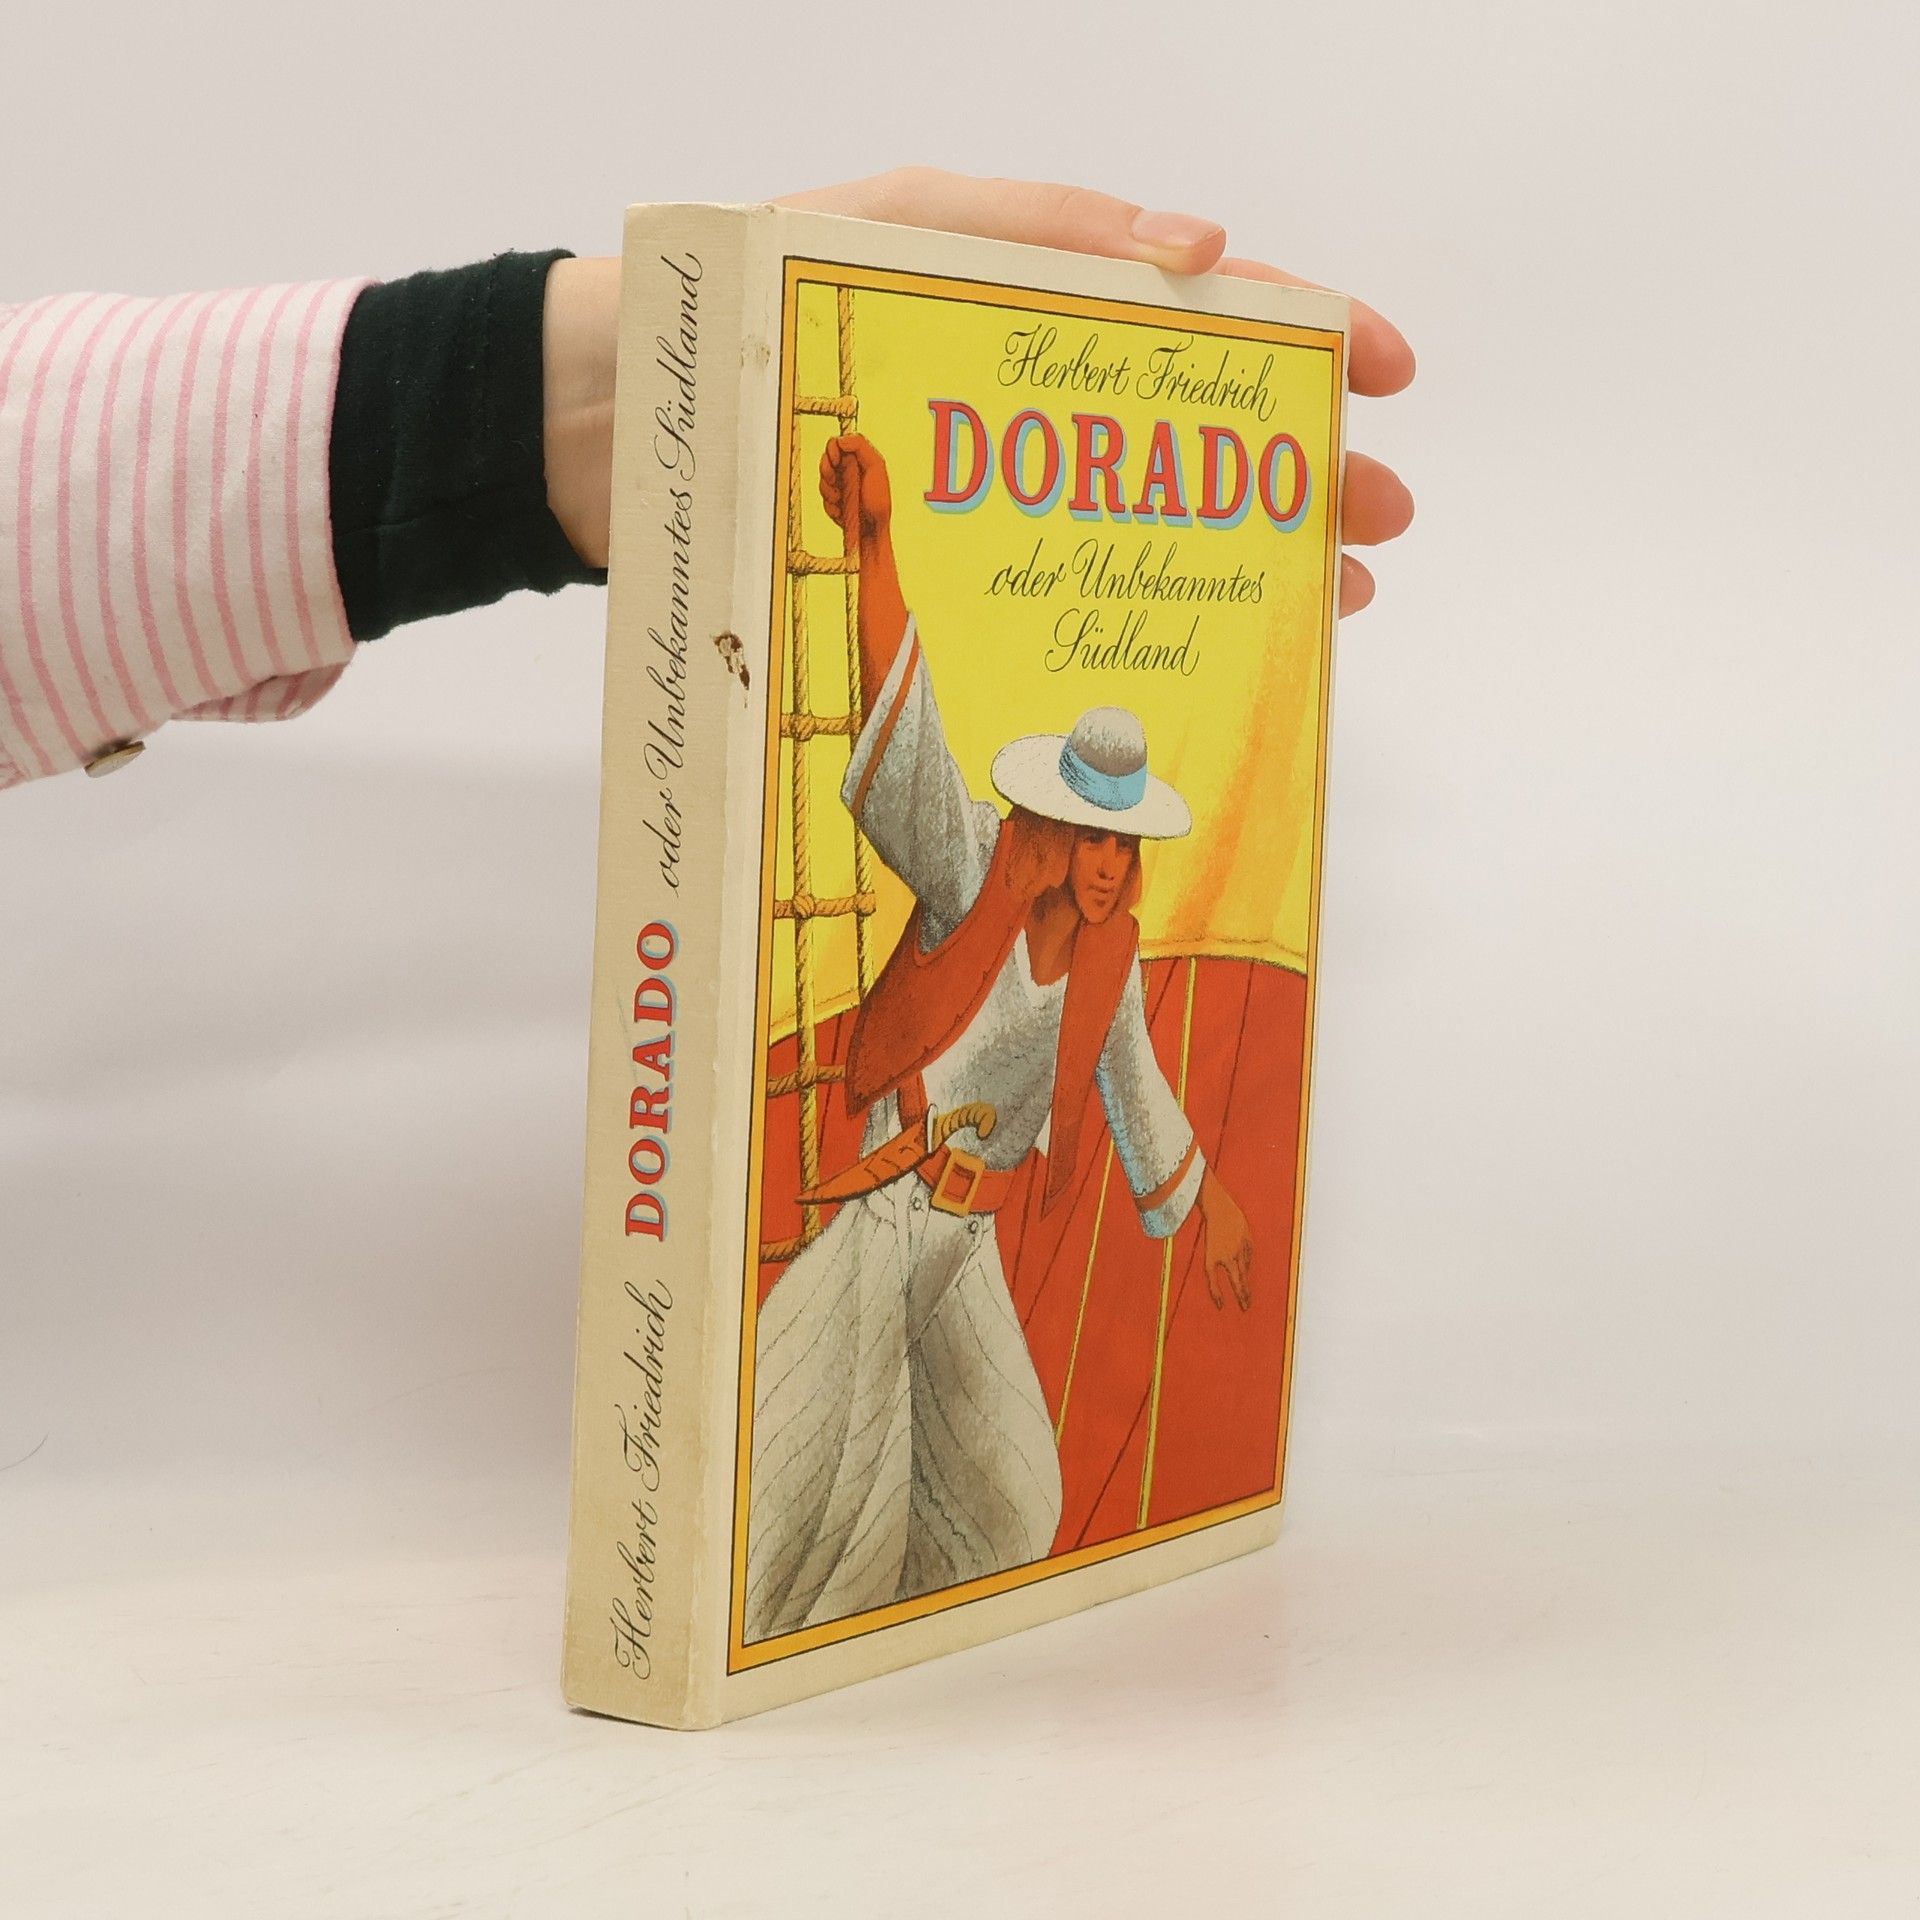 Herbert Friedrich DORADO oder Unbekanntes Südland
Herbert Friedrich
DORADO
oder Unbekanntes
Südland